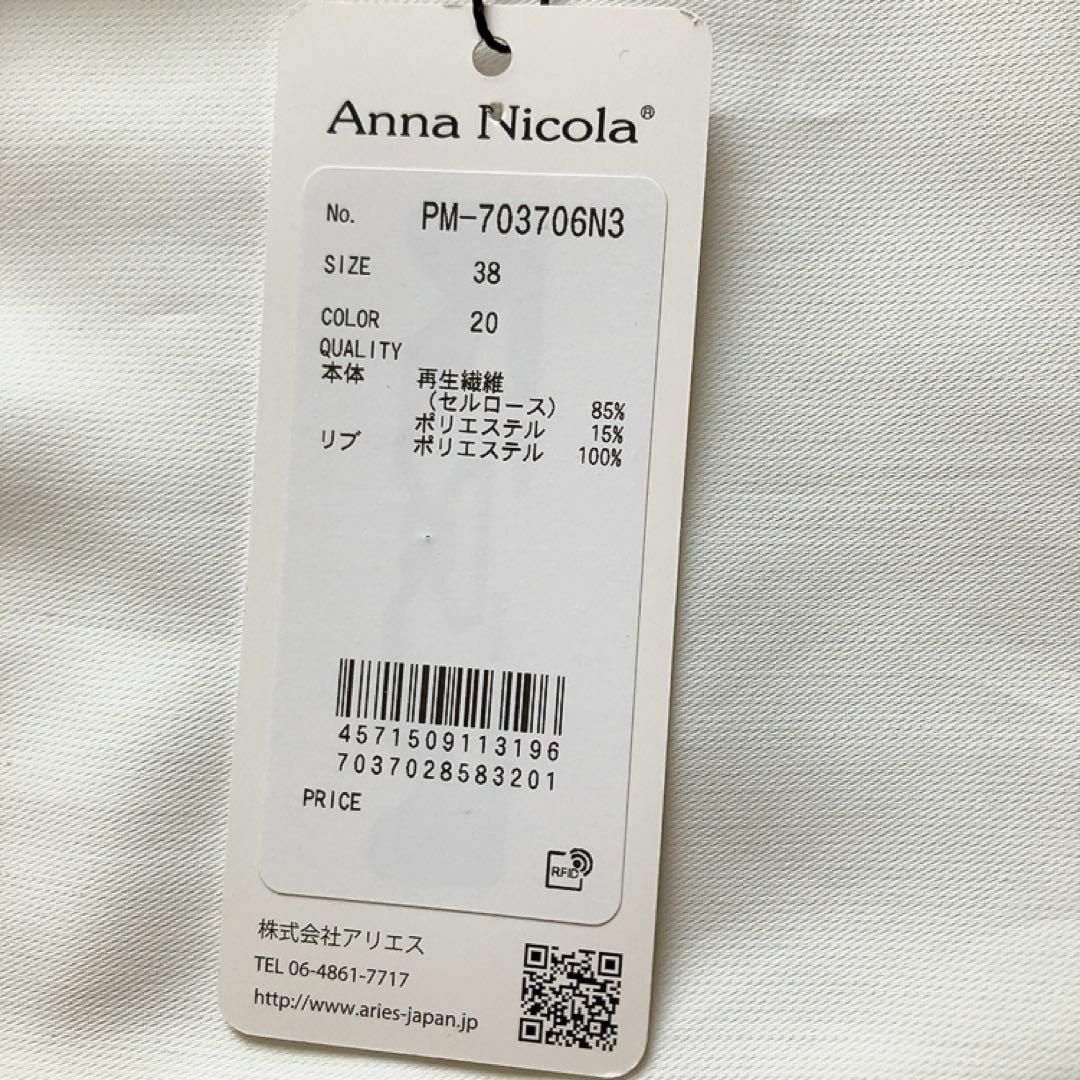 Anna Nicola®
No. PM-703706N3
SIZE 38
COLOR 20
QUALITY
本体 再生繊維
(セルロース) 85%
ポリエステル 15%
リブ ポリエステル 100%
4571509113196
7037028583201
PRICE
RFID
株式会社アリエス
TEL 06-4861-7717
http://www.aries-japan.jp